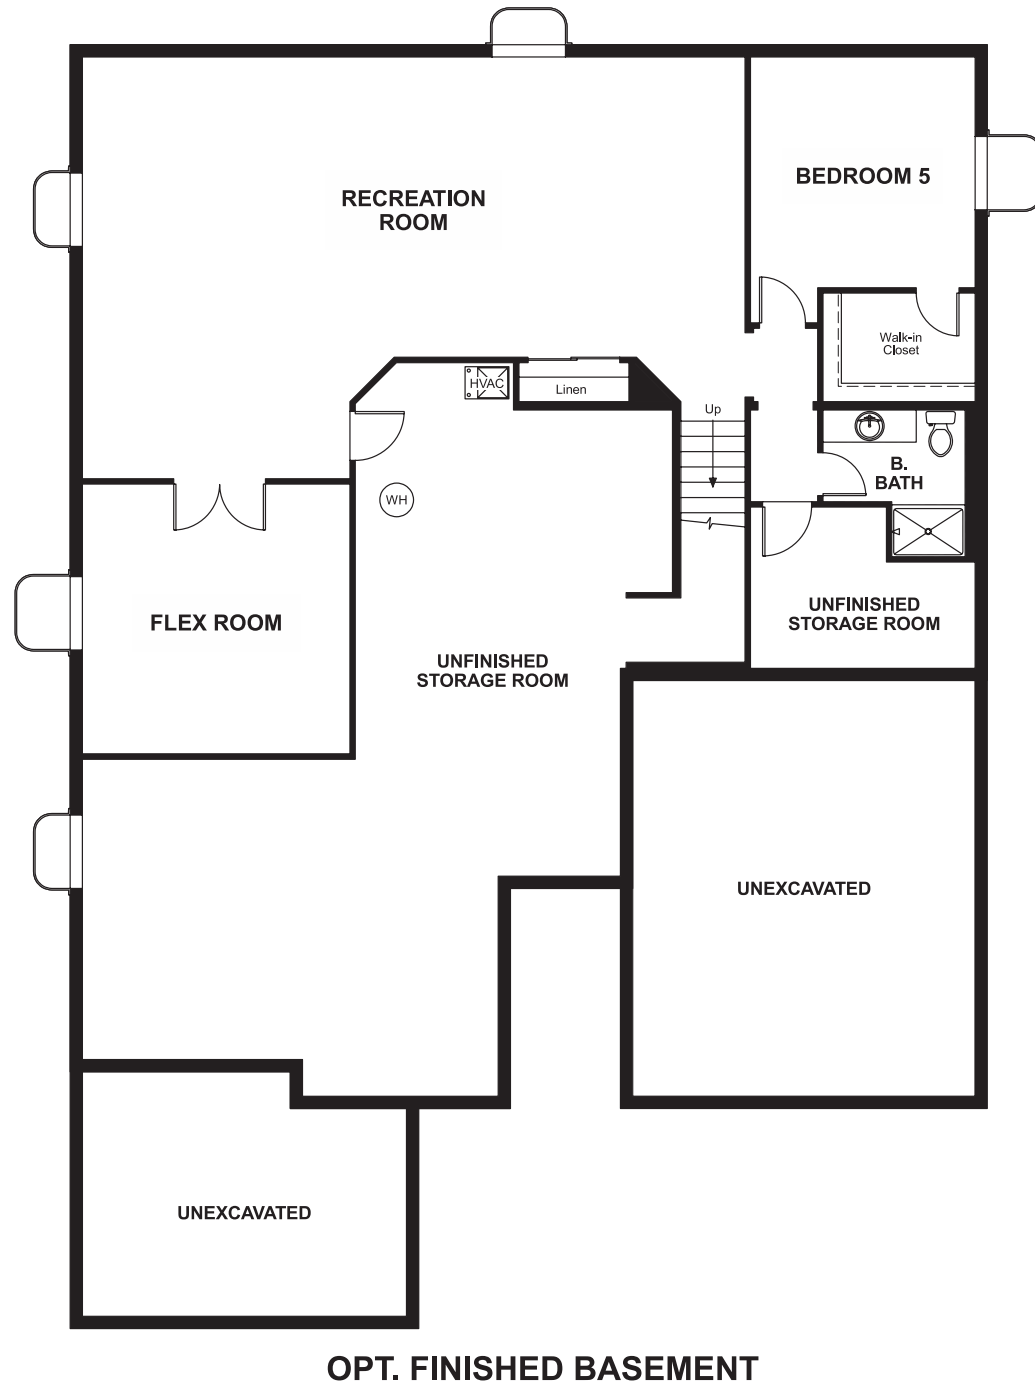 RECREATION
ROOM
BEDROOM 5
Walk-in
Closet
HVAC
Linen
Up
B.
BATH
WH
FLEX ROOM
UNFINISHED
STORAGE ROOM
UNFINISHED
STORAGE ROOM
UNEXCAVATED
UNEXCAVATED
OPT. FINISHED BASEMENT